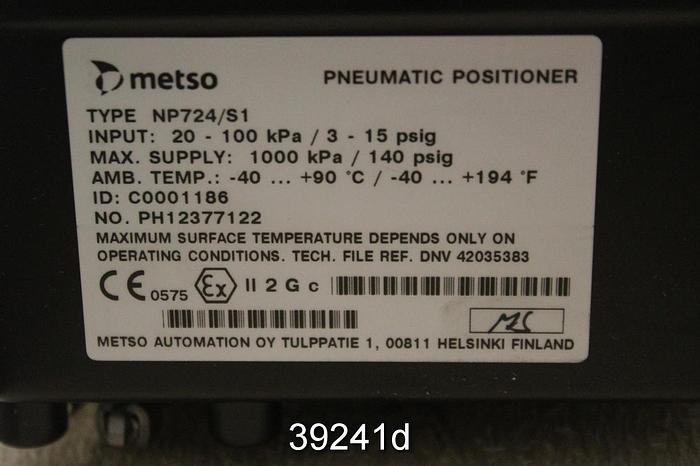 metso PNEUMATIC POSITIONER
TYPE NP724/S1
INPUT: 20 - 100 kPa / 3 - 15 psig
MAX. SUPPLY: 1000 kPa / 140 psig
AMB. TEMP.: -40 ... +90 °C / -40 ... +194 °F
ID: C0001186
NO. PH12377122
MAXIMUM SURFACE TEMPERATURE DEPENDS ONLY ON
OPERATING CONDITIONS. TECH. FILE REF. DNV 42035383
CE 0575 Ex II 2 G c
METSO AUTOMATION OY TULPPATIE 1, 00811 HELSINKI FINLAND
39241d